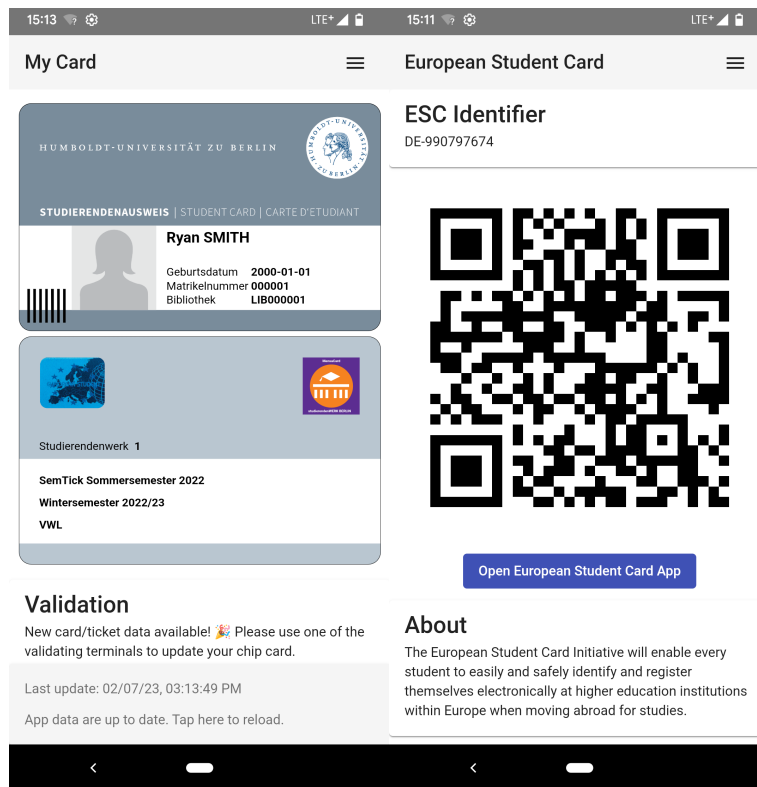 15:13
LTE+
My Card
HUMBOLDT-UNIVERSITÄT ZU BERLIN
HUMBOLDT-UNIVERSITÄT ZU BERLIN
STUDIERENDENAUSWEIS | STUDENT CARD | CARTE D'ETUDIANT
Ryan SMITH
Geburtsdatum 2000-01-01
Matrikelnummer 000001
Bibliothek LIB000001
studierendenWERK BERLIN
Studierendenwerk 1
SemTick Sommersemester 2022
Wintersemester 2022/23
VWL
Validation
New card/ticket data available! 🎉 Please use one of the
validating terminals to update your chip card.
Last update: 02/07/23, 03:13:49 PM
App data are up to date. Tap here to reload.
15:11
LTE+
European Student Card
ESC Identifier
DE-990797674
Open European Student Card App
About
The European Student Card Initiative will enable every
student to easily and safely identify and register
themselves electronically at higher education institutions
within Europe when moving abroad for studies.